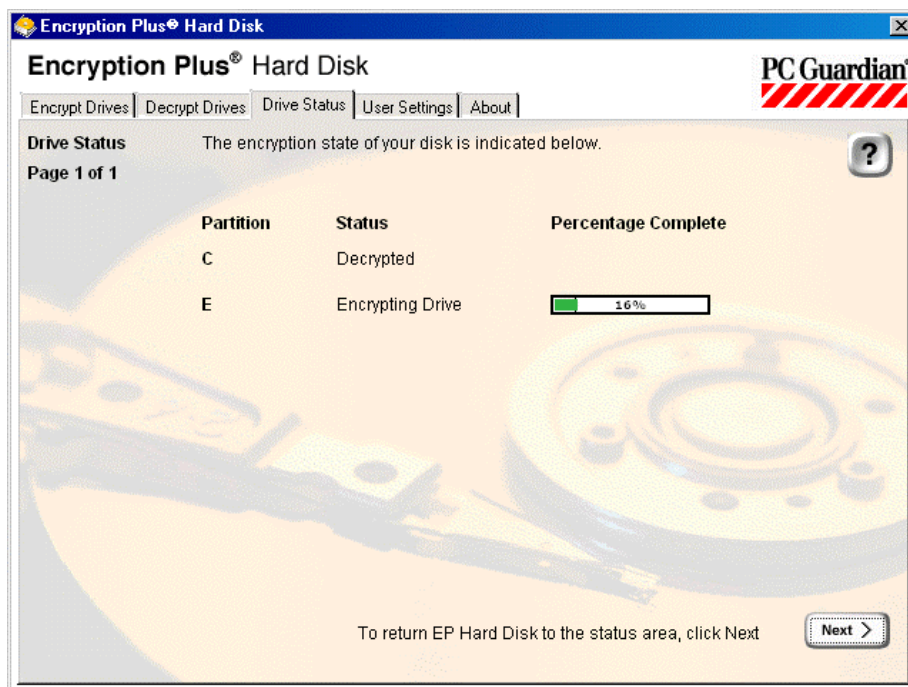 Encryption Plus® Hard Disk
Encryption Plus® Hard Disk
PC Guardian®
Encrypt Drives Decrypt Drives Drive Status User Settings About
Drive Status The encryption state of your disk is indicated below.
?
Page 1 of 1
Partition Status Percentage Complete
C Decrypted
E Encrypting Drive 16%
To return EP Hard Disk to the status area, click Next
Next >